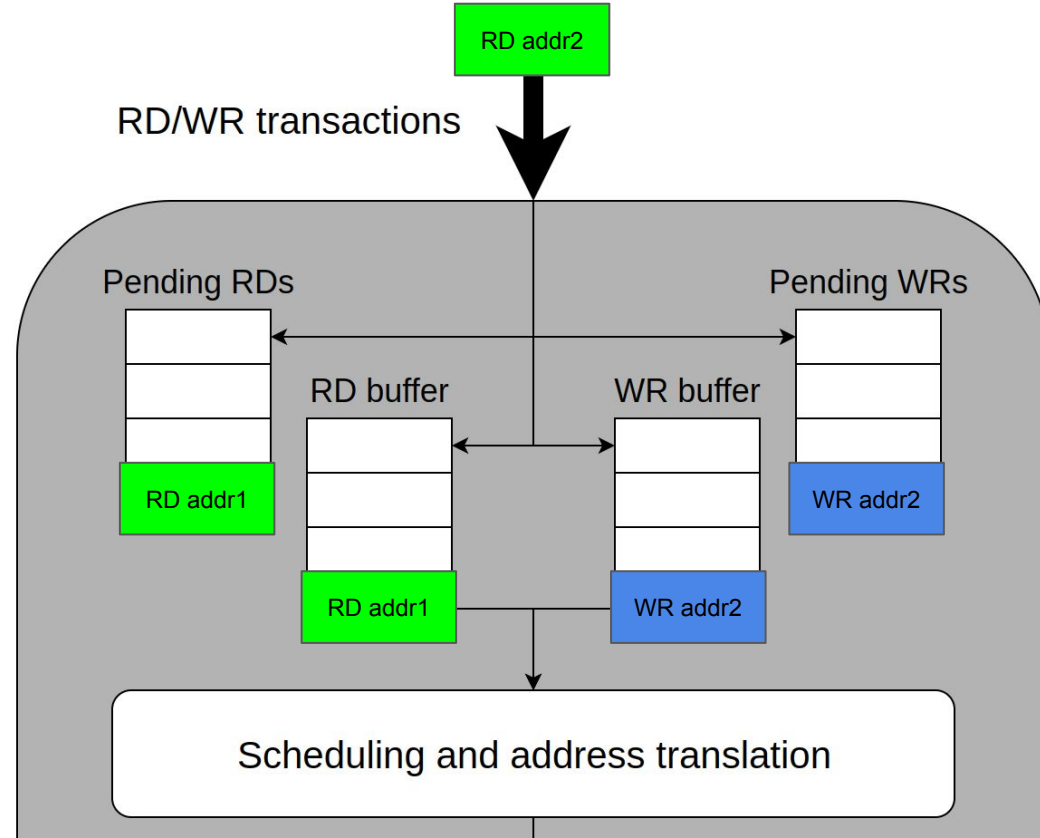 RD addr2
RD/WR transactions
Pending RDs
Pending WRs
RD buffer
WR buffer
RD addr1
WR addr2
RD addr1
WR addr2
Scheduling and address translation